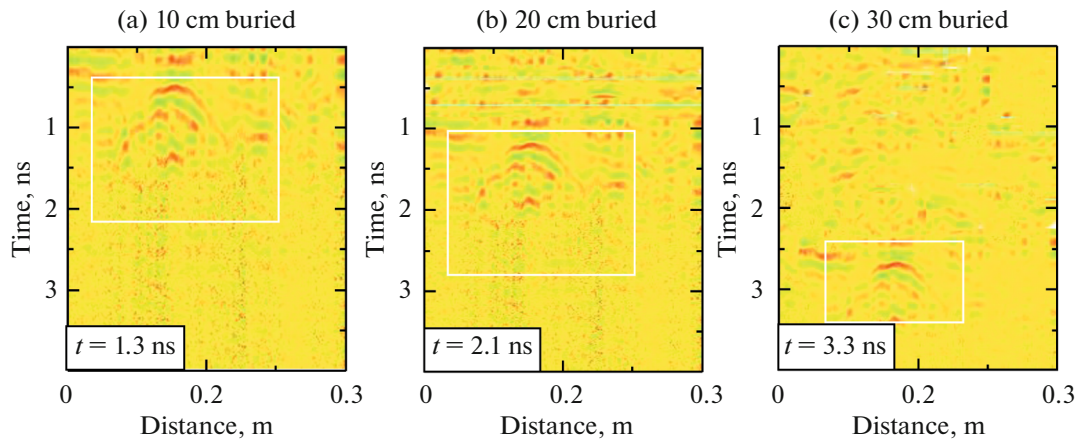 (a) 10 cm buried
(b) 20 cm buried
(c) 30 cm buried
Time, ns
1
2
3
t = 1.3 ns
0
0.2
0.3
Distance, m
Time, ns
1
2
3
t = 2.1 ns
0
0.2
0.3
Distance, m
Time, ns
1
2
3
t = 3.3 ns
0
0.2
0.3
Distance, m